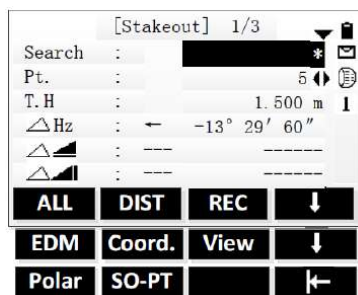 [Stakeout] 1/3
Search : *
Pt. : 5
T.H : 1.500 m 1
Hz : ← -13° 29′ 60″
: --- ------
: --- ------
ALL DIST REC ↓
EDM Coord. View ↓
Polar SO-PT